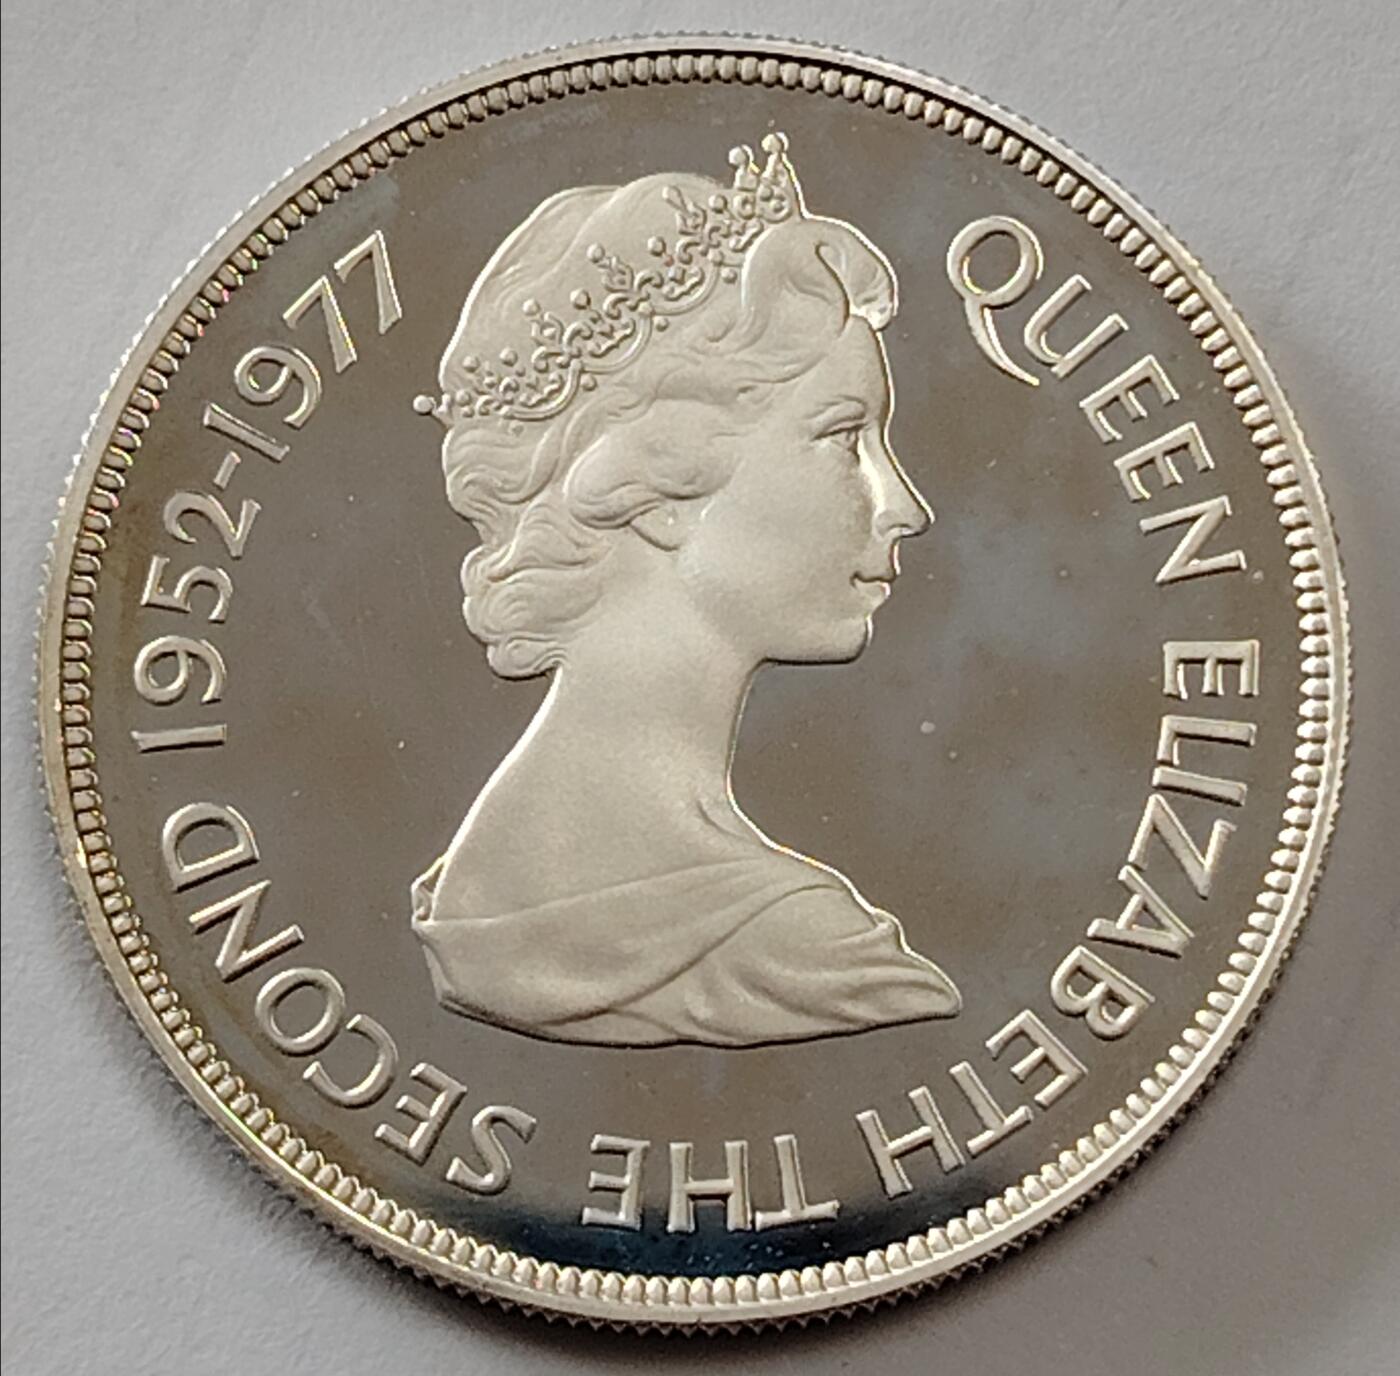 QUEEN ELIZABETH THE SECOND 1952-1977